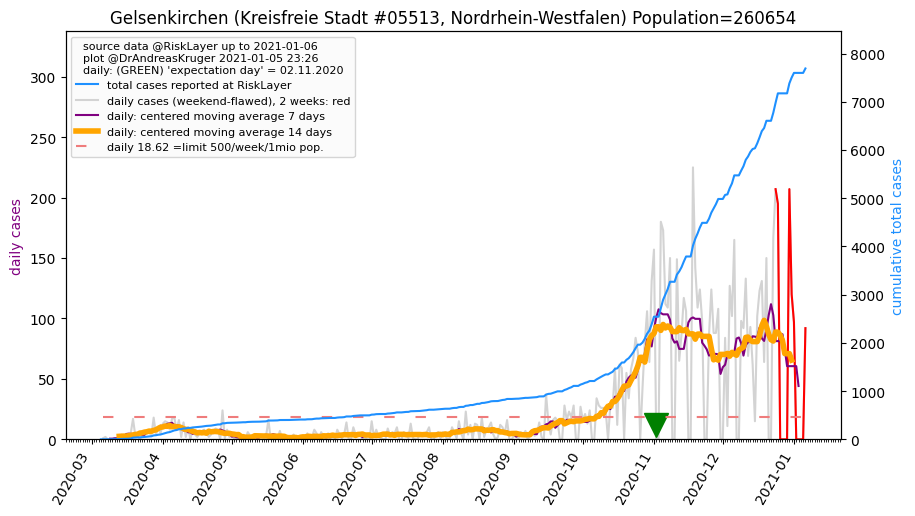 Gelsenkirchen (Kreisfreie Stadt #05513, Nordrhein-Westfalen) Population=260654
source data @RiskLayer up to 2021-01-06
plot @DrAndreasKruger 2021-01-05 23:26
daily: (GREEN) 'expectation day' = 02.11.2020
total cases reported at RiskLayer
daily cases (weekend-flawed), 2 weeks: red
daily: centered moving average 7 days
daily: centered moving average 14 days
daily 18.62 =limit 500/week/1mio pop.
daily cases
300
250
200
150
100
50
0
cumulative total cases
8000
7000
6000
5000
4000
3000
2000
1000
0
2020-03
2020-04
2020-05
2020-06
2020-07
2020-08
2020-09
2020-10
2020-11
2020-12
2021-01